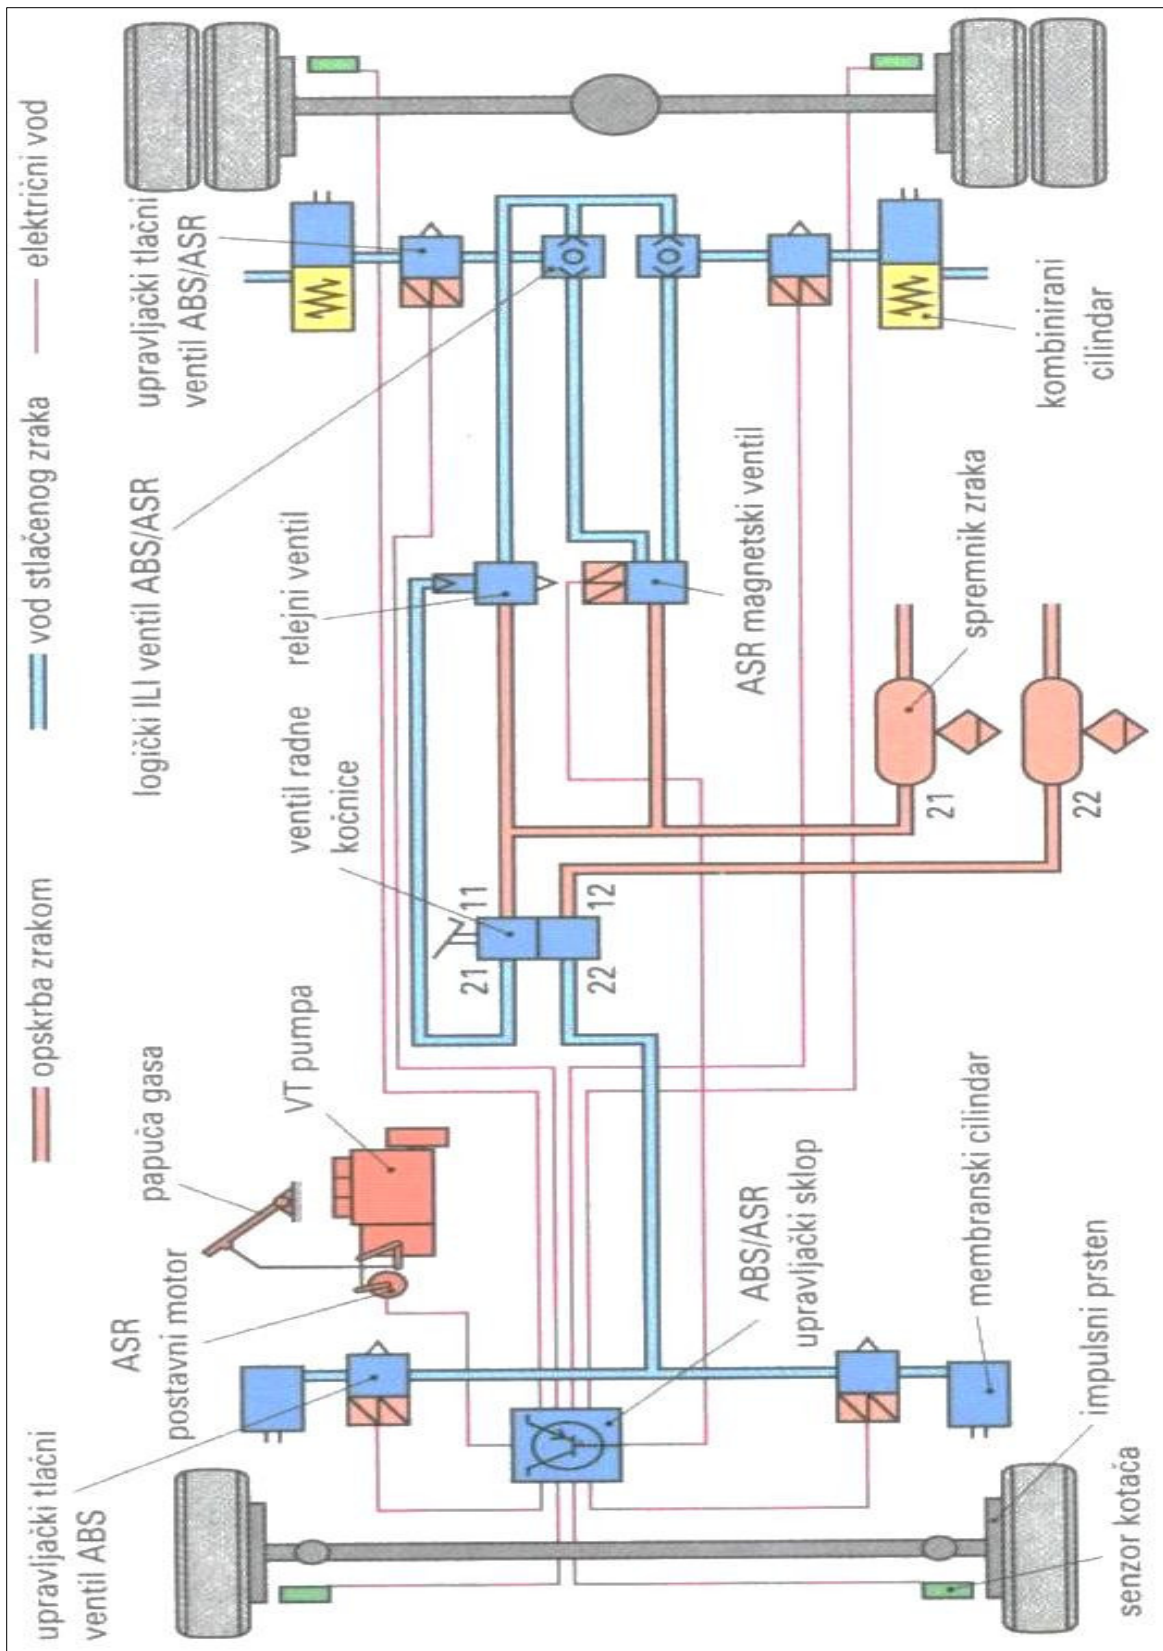 opskrba zrakom
vod stlačenog zraka
električni vod
upravljački tlačni
ventil ABS
ASR
postavni motor
papuča gasa
VT pumpa
ventil radne
kočnice
relejni ventil
logički ILI ventil ABS/ASR
upravljački tlačni
ventil ABS/ASR
21
11
22
12
ASR magnetski ventil
ABS/ASR
upravljački sklop
21
spremnik zraka
22
kombinirani
cilindar
membranski cilindar
impulsni prsten
senzor kotača